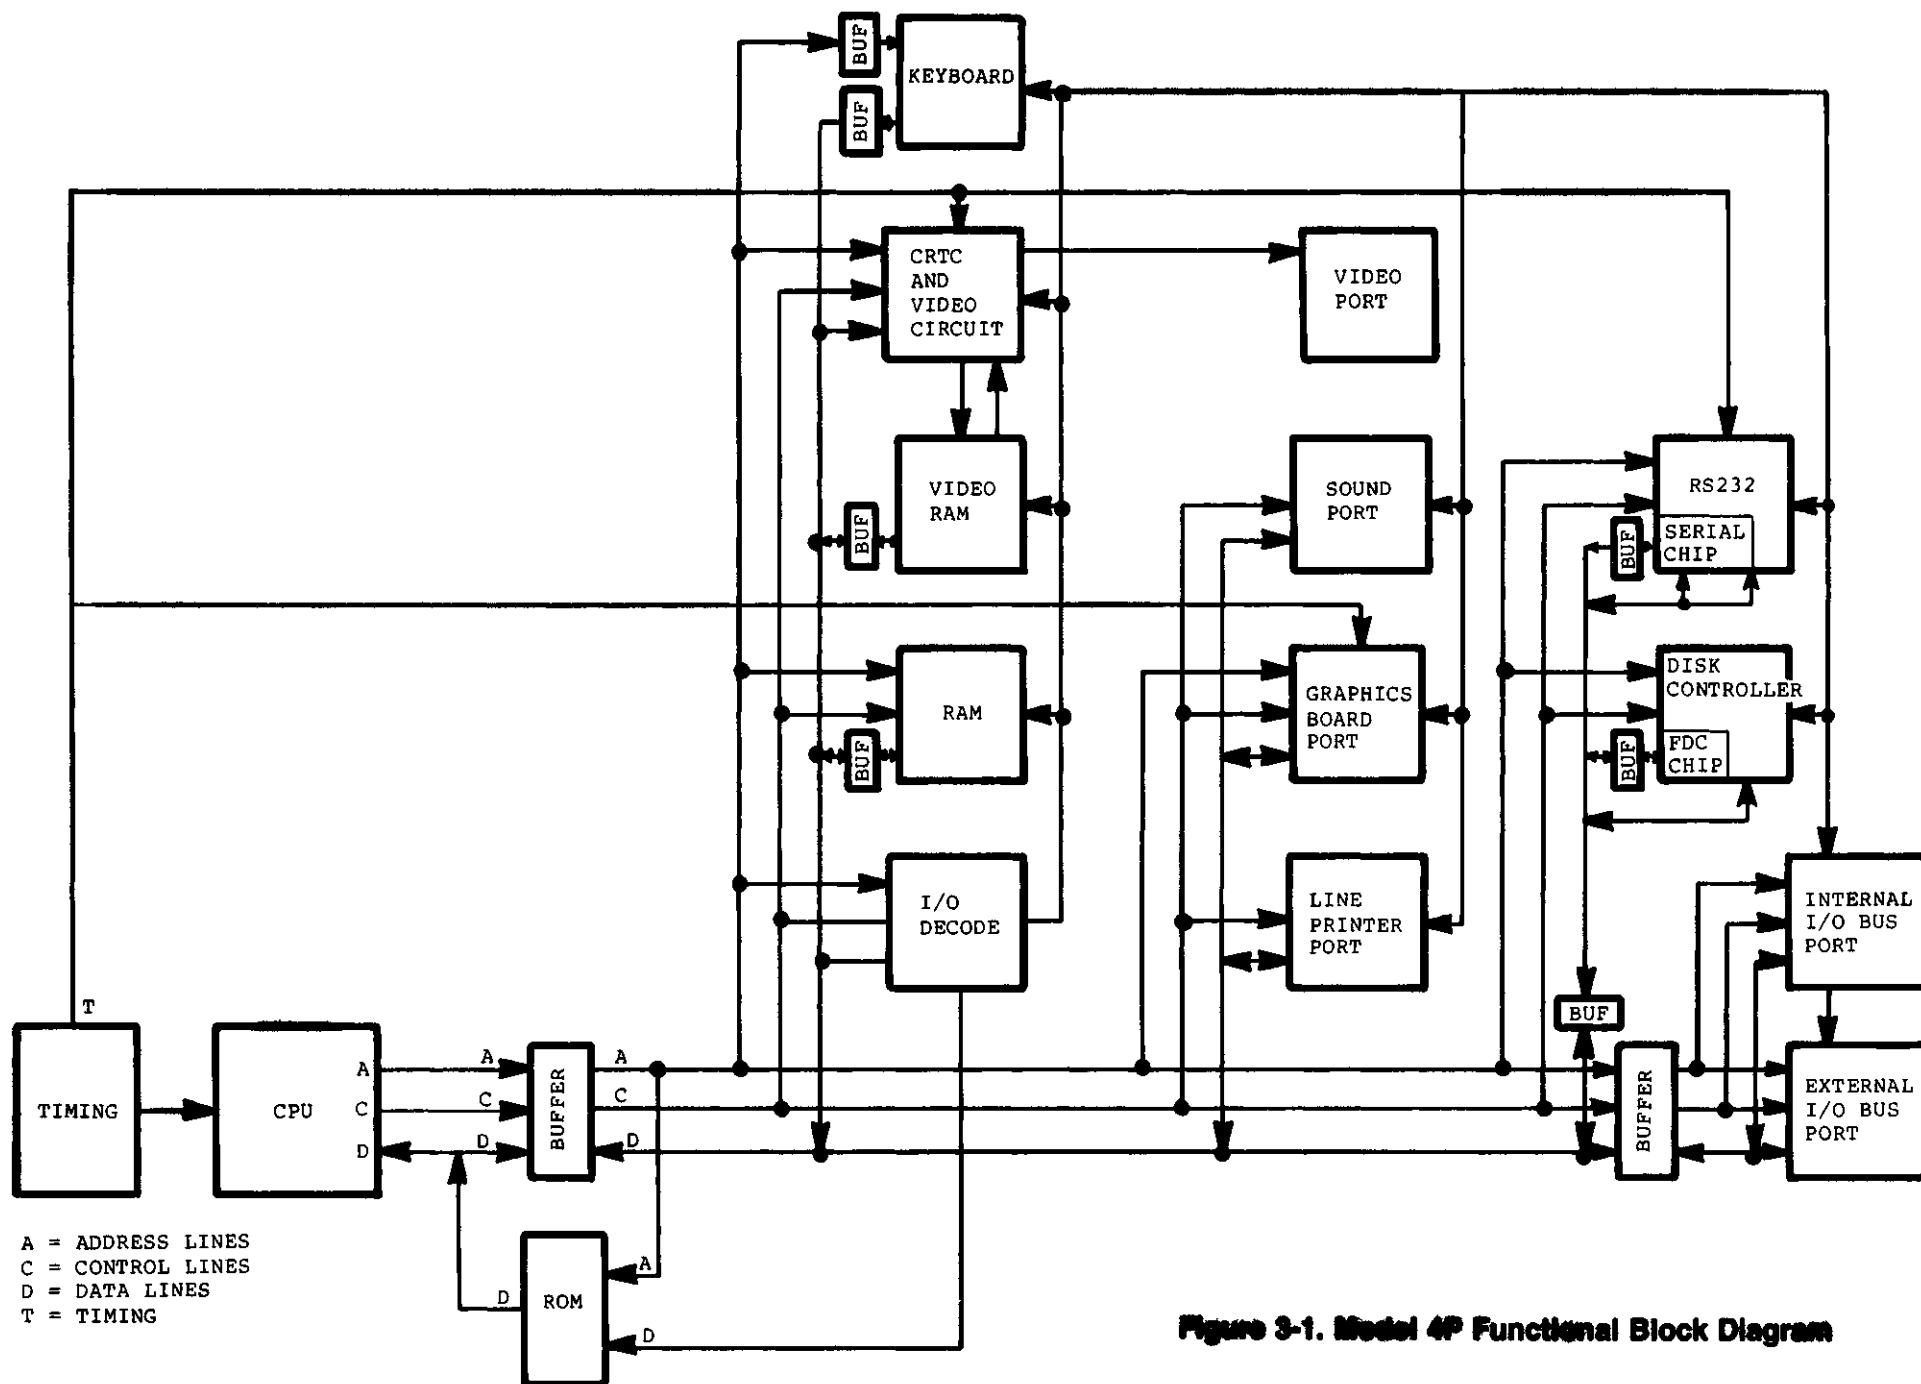 BUF
KEYBOARD
BUF
CRTC
AND
VIDEO
CIRCUIT
VIDEO
PORT
VIDEO
RAM
BUF
SOUND
PORT
RS232
SERIAL
CHIP
BUF
RAM
BUF
GRAPHICS
BOARD
PORT
DISK
CONTROLLER
FDC
CHIP
BUF
I/O
DECODE
LINE
PRINTER
PORT
INTERNAL
I/O BUS
PORT
BUF
T
TIMING
CPU
A
C
D
A
C
D
BUFFER
A
C
D
BUFFER
EXTERNAL
I/O BUS
PORT
A
D
ROM
D
A = ADDRESS LINES
C = CONTROL LINES
D = DATA LINES
T = TIMING
Figure 3-1. Model 4P Functional Block Diagram